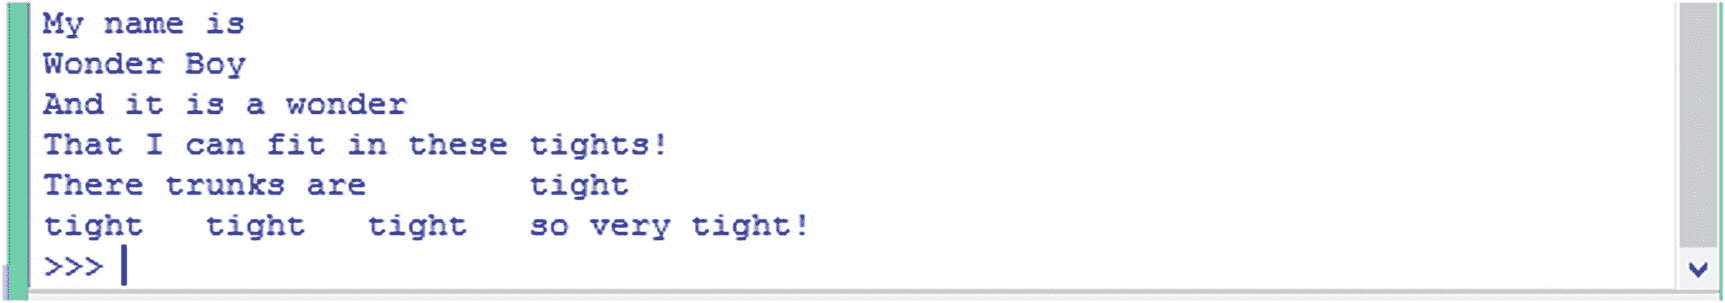 My name is
Wonder Boy
And it is a wonder
That I can fit in these tights!
There trunks are        tight
tight   tight   tight   so very tight!
>>>